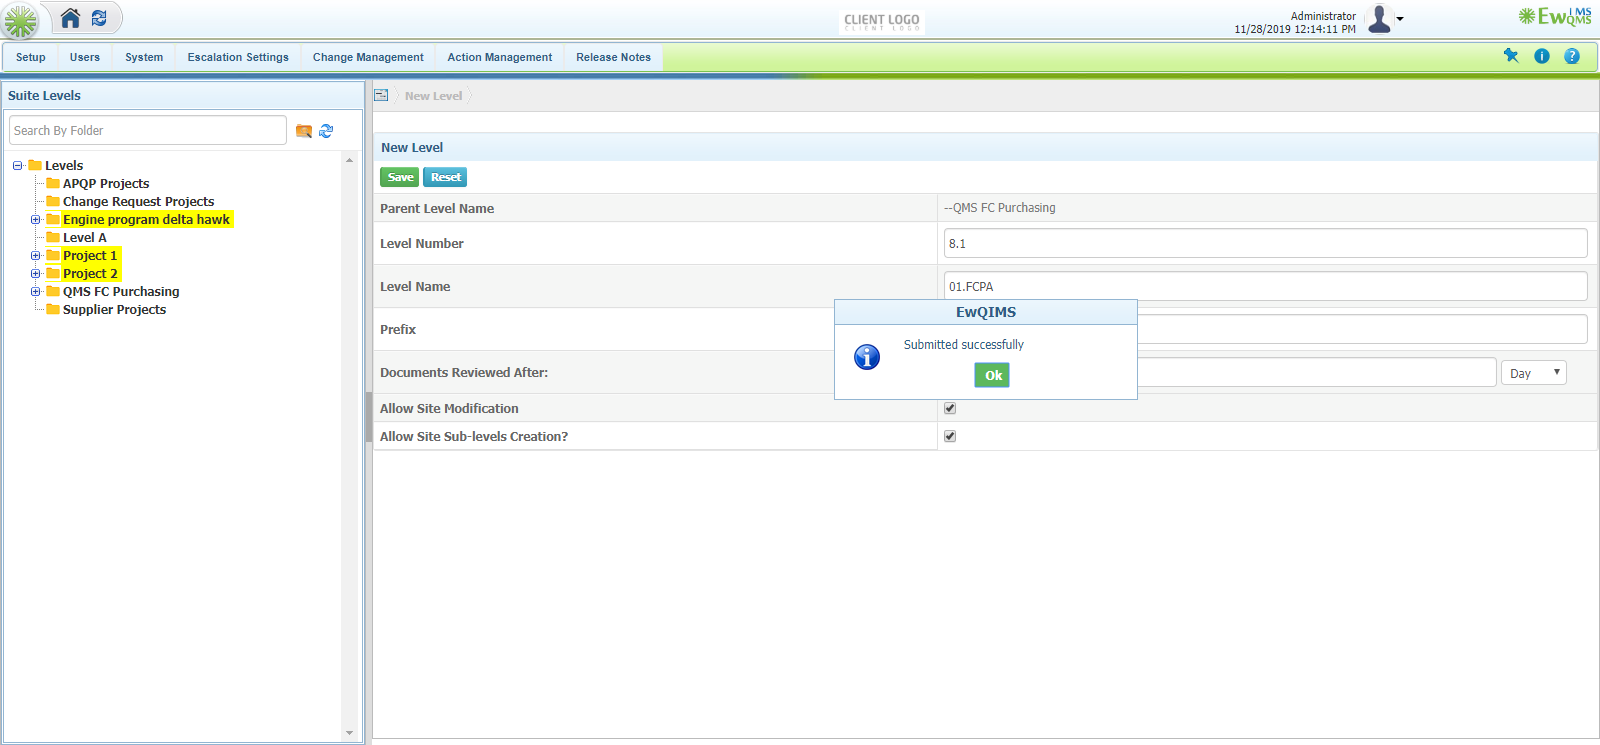 CLIENT LOGO
CLIENT LOGO
Administrator
11/28/2019 12:14:11 PM
EwQIMS
QMS
Setup
Users
System
Escalation Settings
Change Management
Action Management
Release Notes
Suite Levels
Search By Folder
Levels
APQP Projects
Change Request Projects
Engine program delta hawk
Level A
Project 1
Project 2
QMS FC Purchasing
Supplier Projects
New Level
New Level
Save
Reset
Parent Level Name
--QMS FC Purchasing
Level Number
8.1
Level Name
01.FCPA
Prefix
Documents Reviewed After:
Day
Allow Site Modification
Allow Site Sub-levels Creation?
EwQIMS
Submitted successfully
Ok